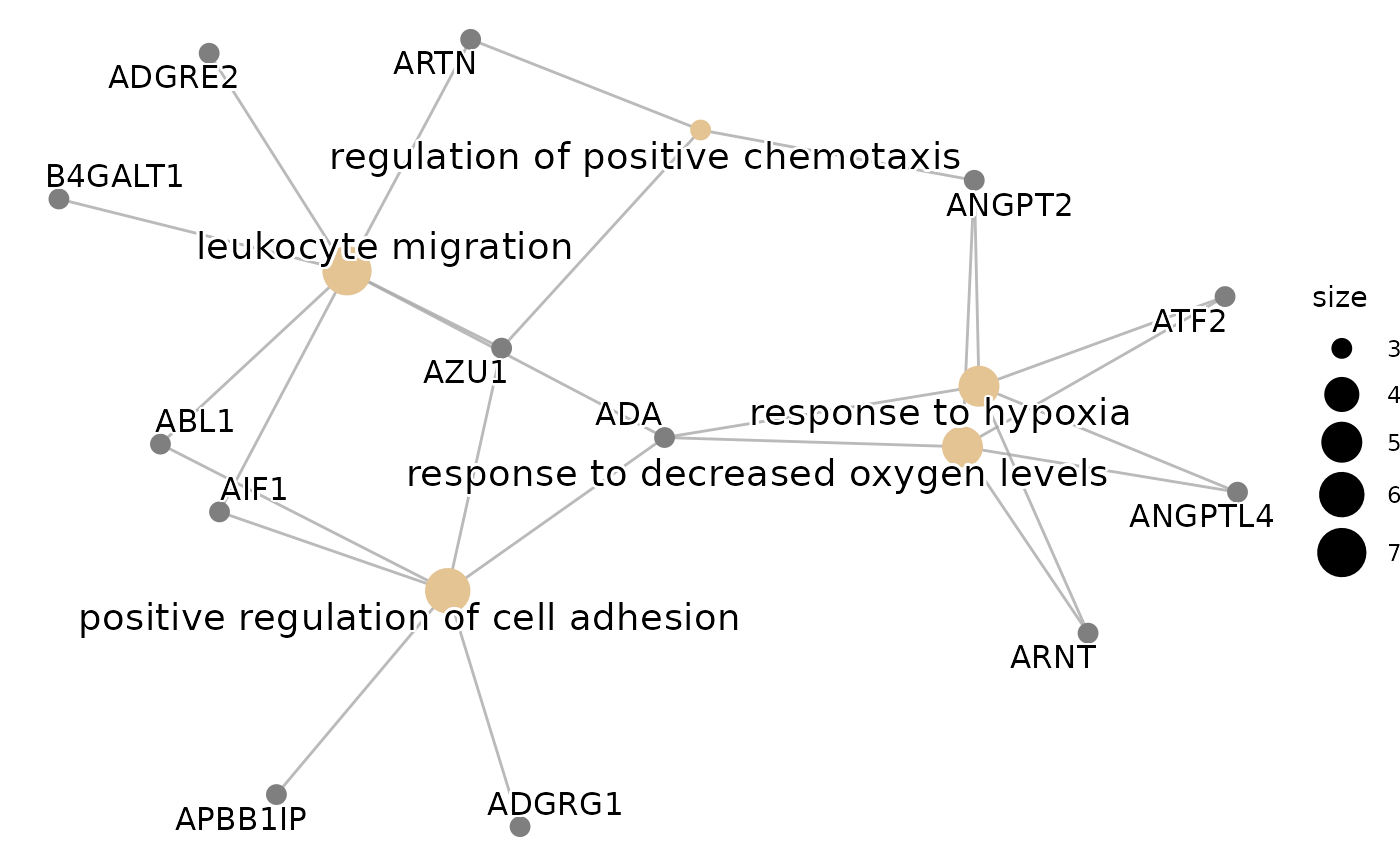 ARTN
ADGRE2
regulation of positive chemotaxis
B4GALT1
ANGPT2
leukocyte migration
size
ATF2
3
AZU1
4
response to hypoxia
ADA
ABL1
5
response to decreased oxygen levels
AIF1
6
ANGPTL4
7
positive regulation of cell adhesion
ARNT
ADGRG1
APBB1IP